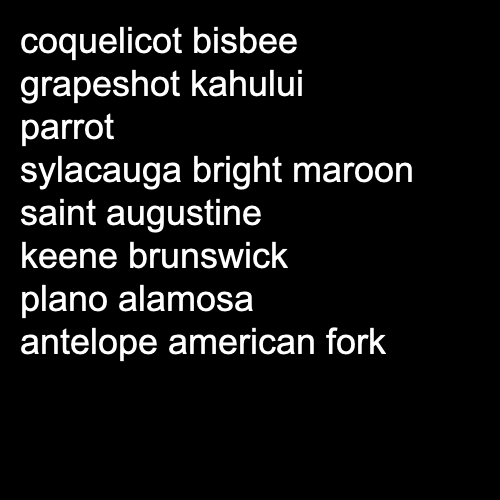 coquelicot bisbee
grapeshot kahului
parrot
sylacauga bright maroon
saint augustine
keene brunswick
plano alamosa
antelope american fork